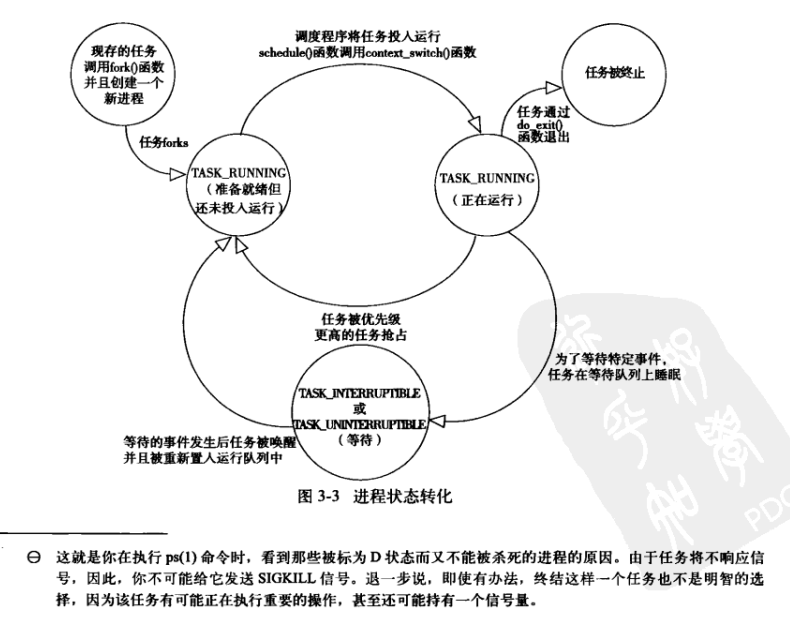 现存的任务
调用fork()函数
并且创建一个
新进程
调度程序将任务投入运行
schedule()函数调用context_switch()函数
任务被终止
任务通过
do_exit()
函数退出
任务forks
TASK_RUNNING
（准备就绪但
还未投入运行）
TASK_RUNNING
（正在运行）
任务被优先级
更高的任务抢占
为了等待特定事件，
任务在等待队列上睡眠
TASK_INTERRUPTIBLE
或
TASK_UNINTERRUPTIBLE
（等待）
等待的事件发生后任务被唤醒
并且被重新置入运行队列中
图 3-3 进程状态转化
㊀ 这就是你在执行 ps(1) 命令时，看到那些被标为 D 状态而又不能被杀死的进程的原因。由于任务将不响应信
号，因此，你不可能给它发送 SIGKILL 信号。退一步说，即使有办法，终结这样一个任务也不是明智的选
择，因为该任务有可能正在执行重要的操作，甚至还可能持有一个信号量。
PDG